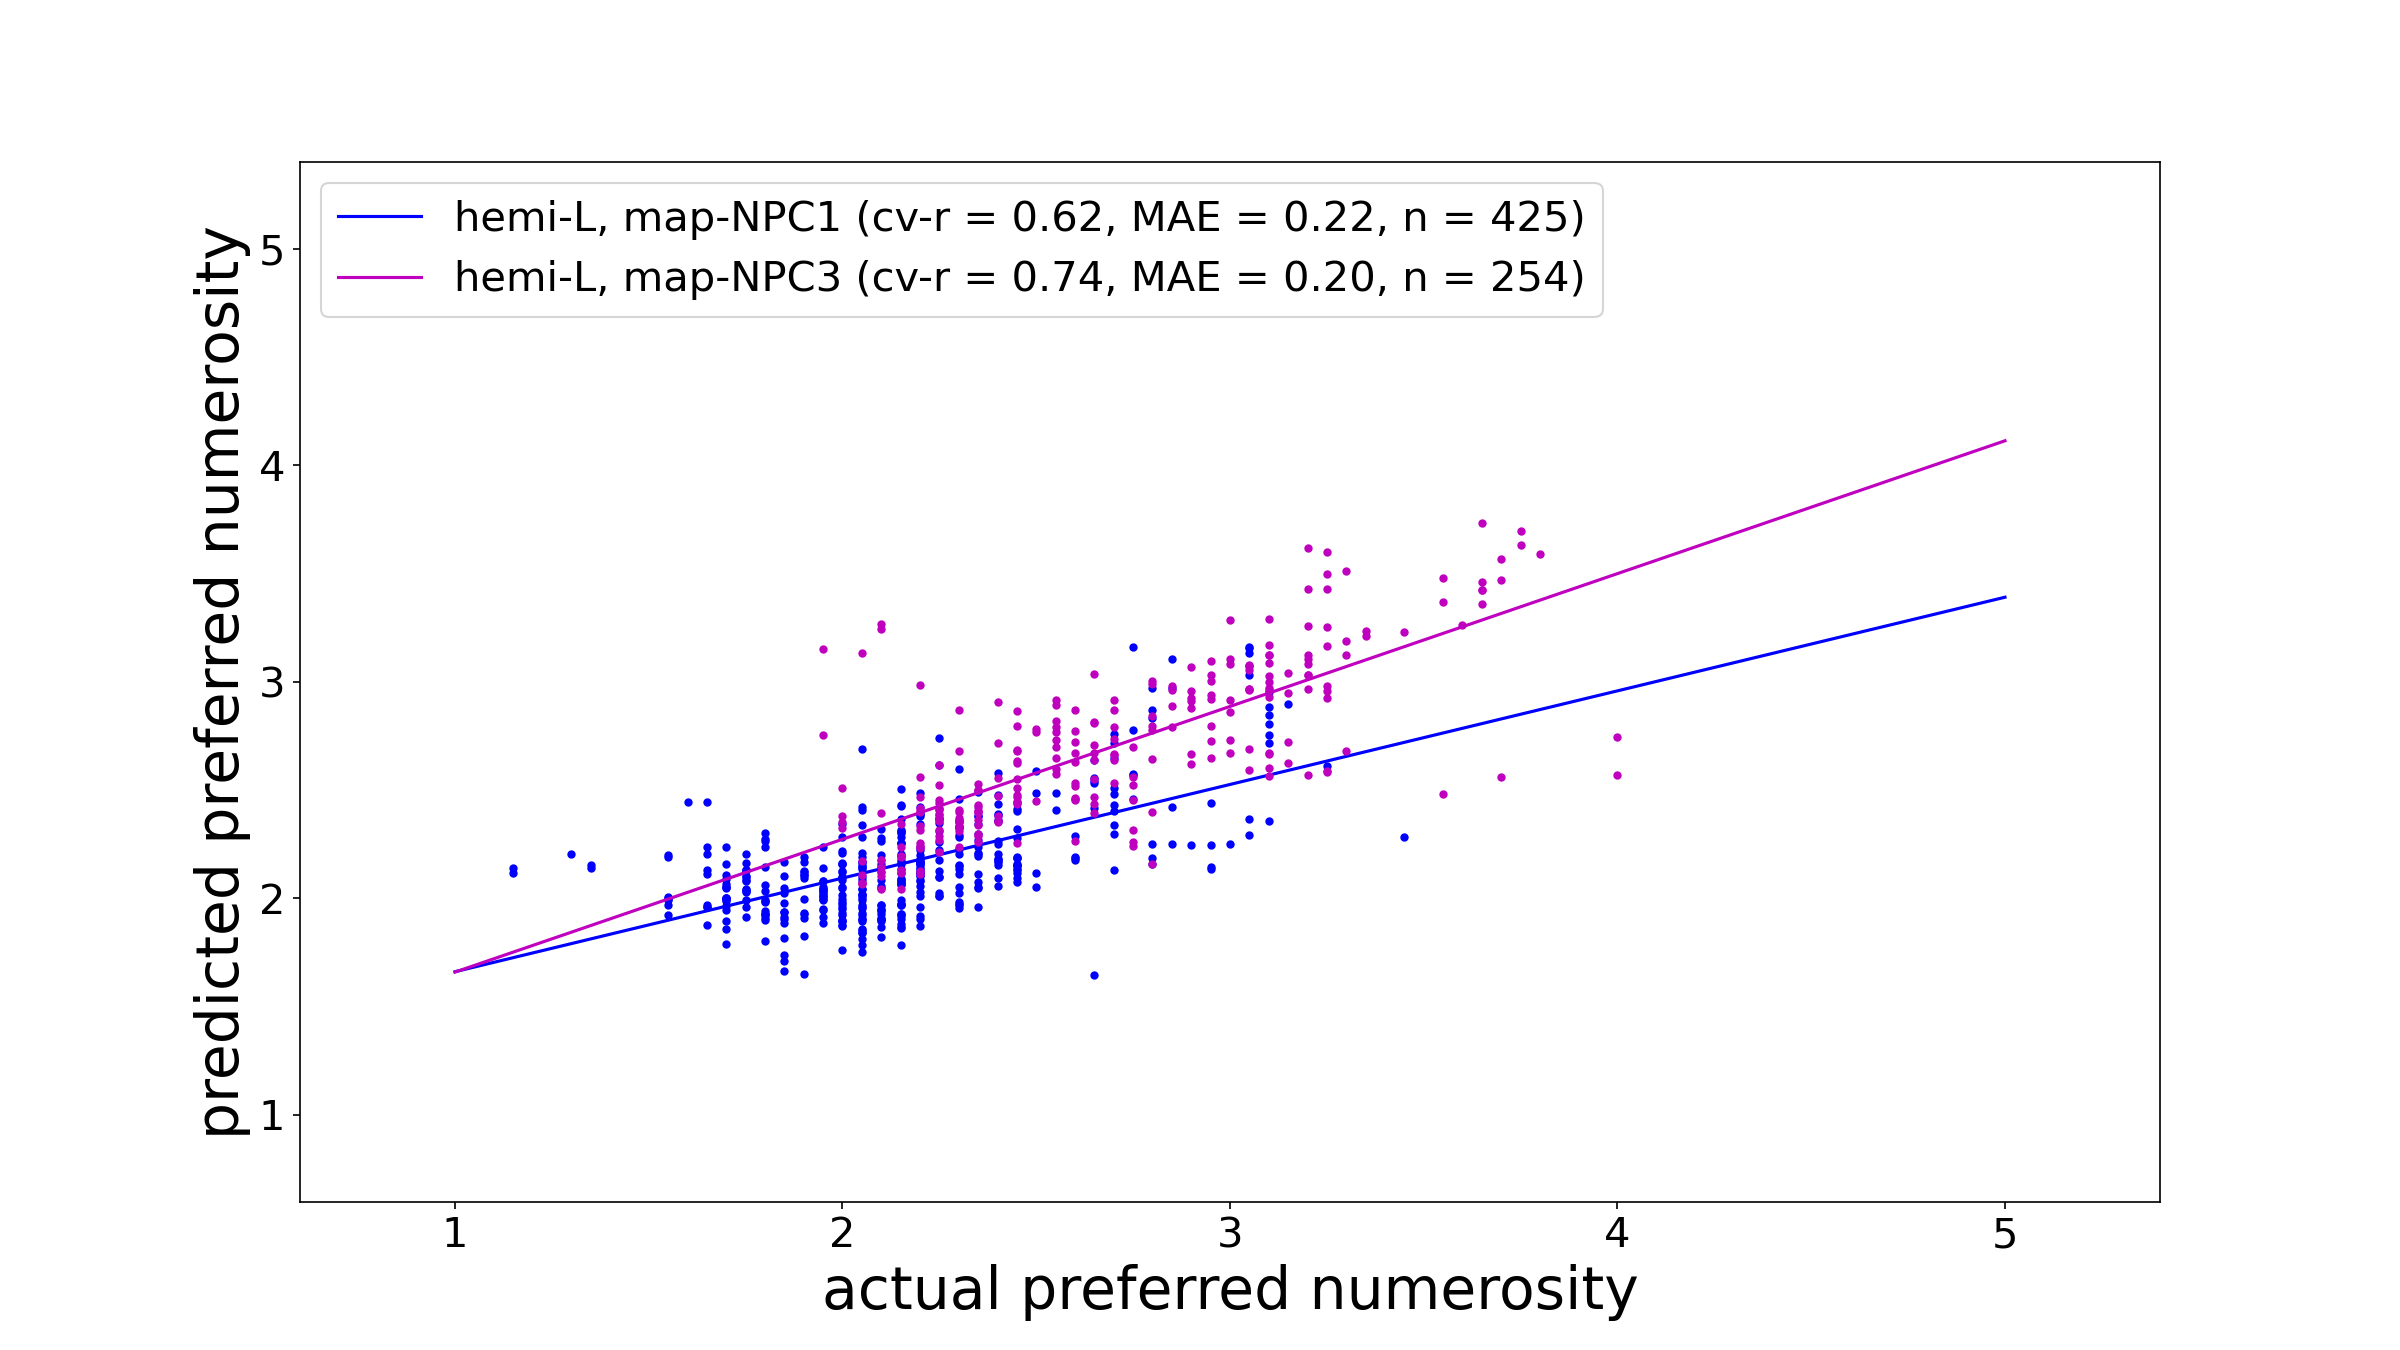 hemi-L, map-NPC1 (cv-r = 0.62, MAE = 0.22, n = 425)
hemi-L, map-NPC3 (cv-r = 0.74, MAE = 0.20, n = 254)
predicted preferred numerosity
5
4
3
2
1
1 2 3 4 5
actual preferred numerosity